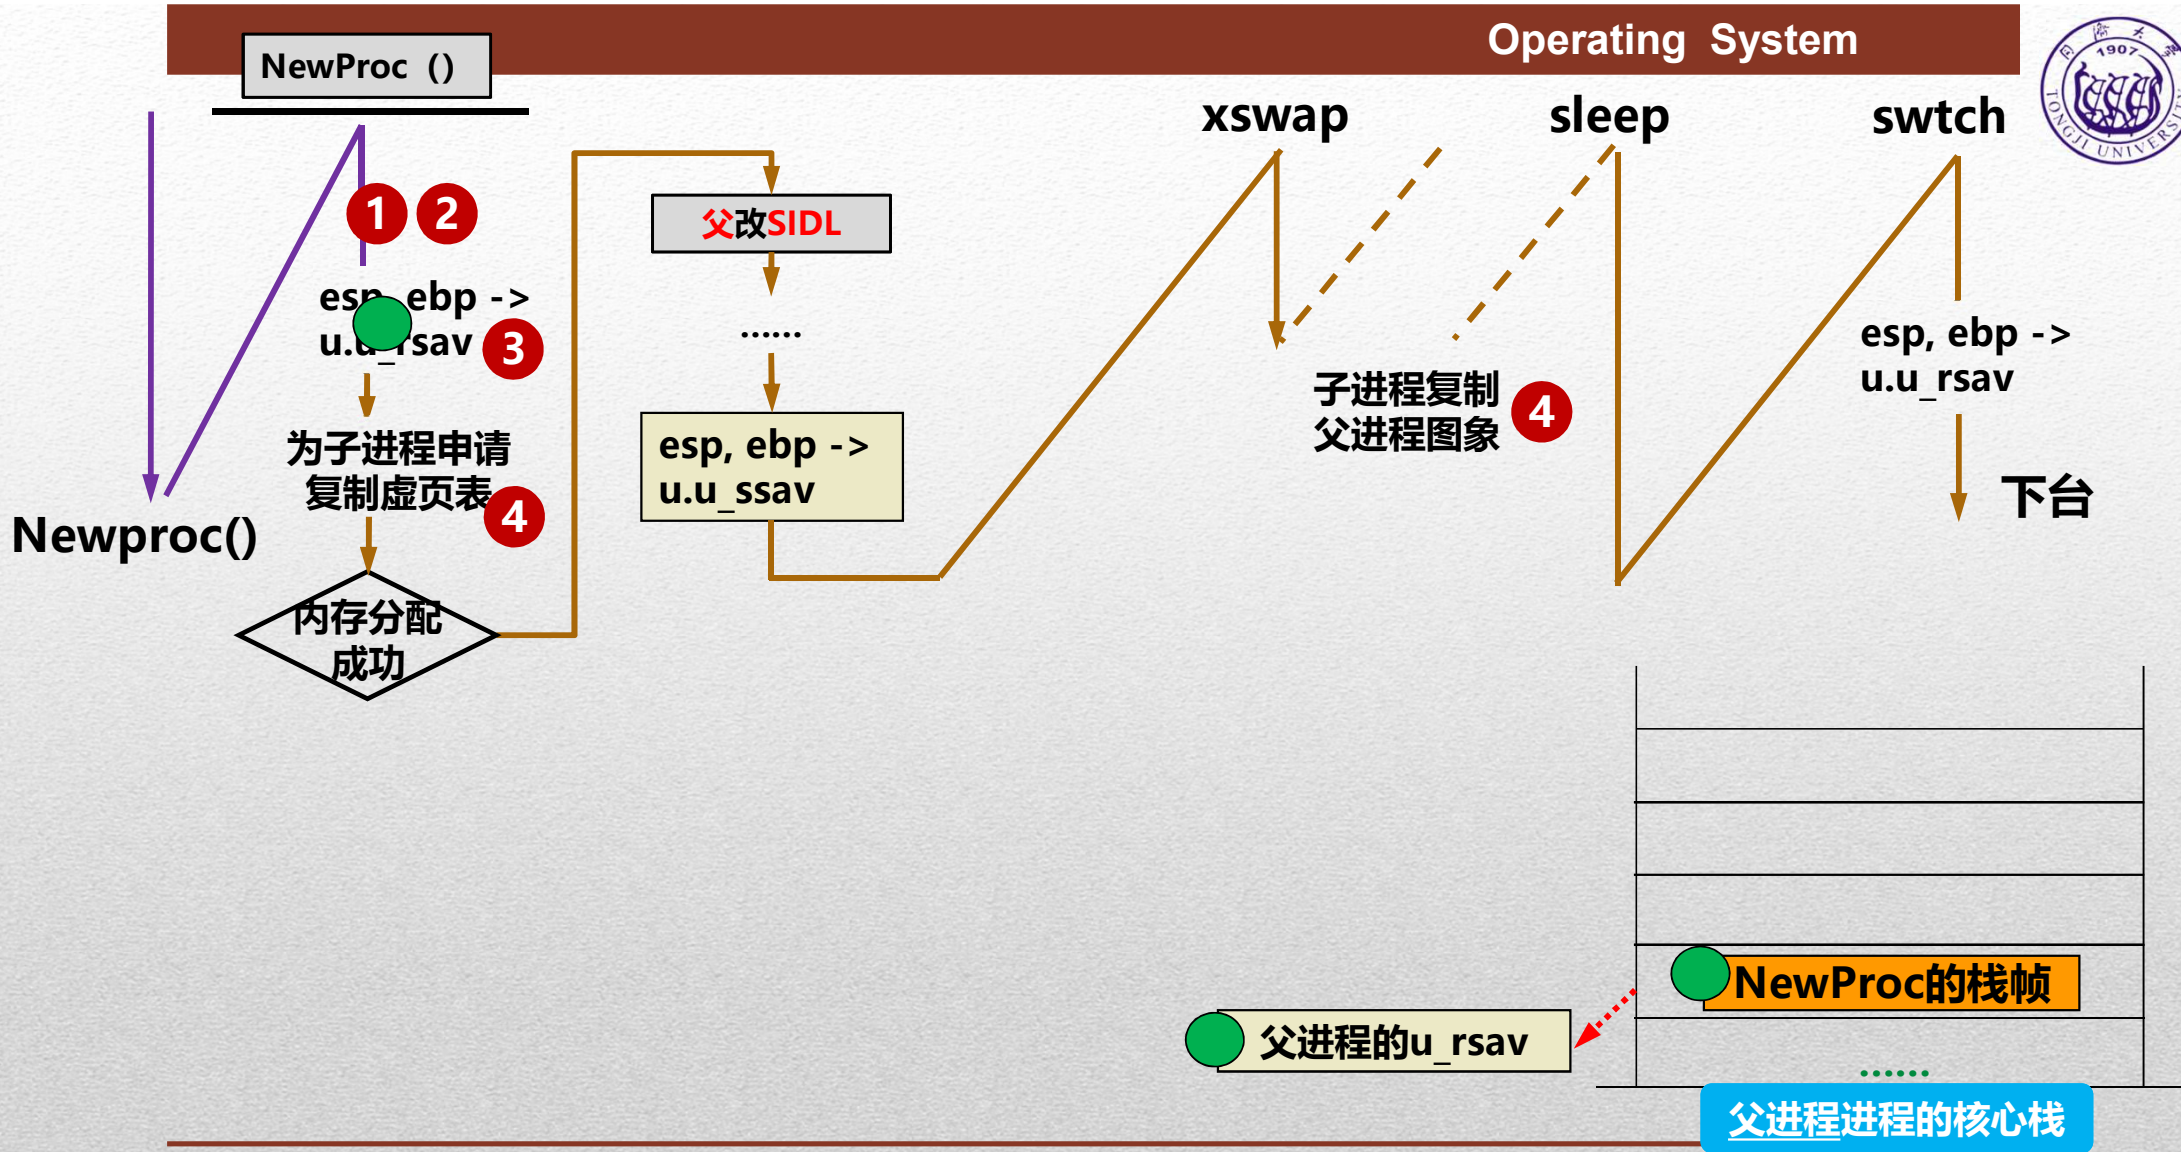 Operating System
NewProc ()
1907
TONGJI UNIVERSITY
xswap
sleep
swtch
1
2
父改SIDL
esp, ebp ->
u.u_rsav
3
……
esp, ebp ->
u.u_rsav
子进程复制
父进程图象
4
为子进程申请
复制虚页表
4
esp, ebp ->
u.u_ssav
下台
Newproc()
内存分配
成功
NewProc的栈帧
父进程的u_rsav
……
父进程进程的核心栈